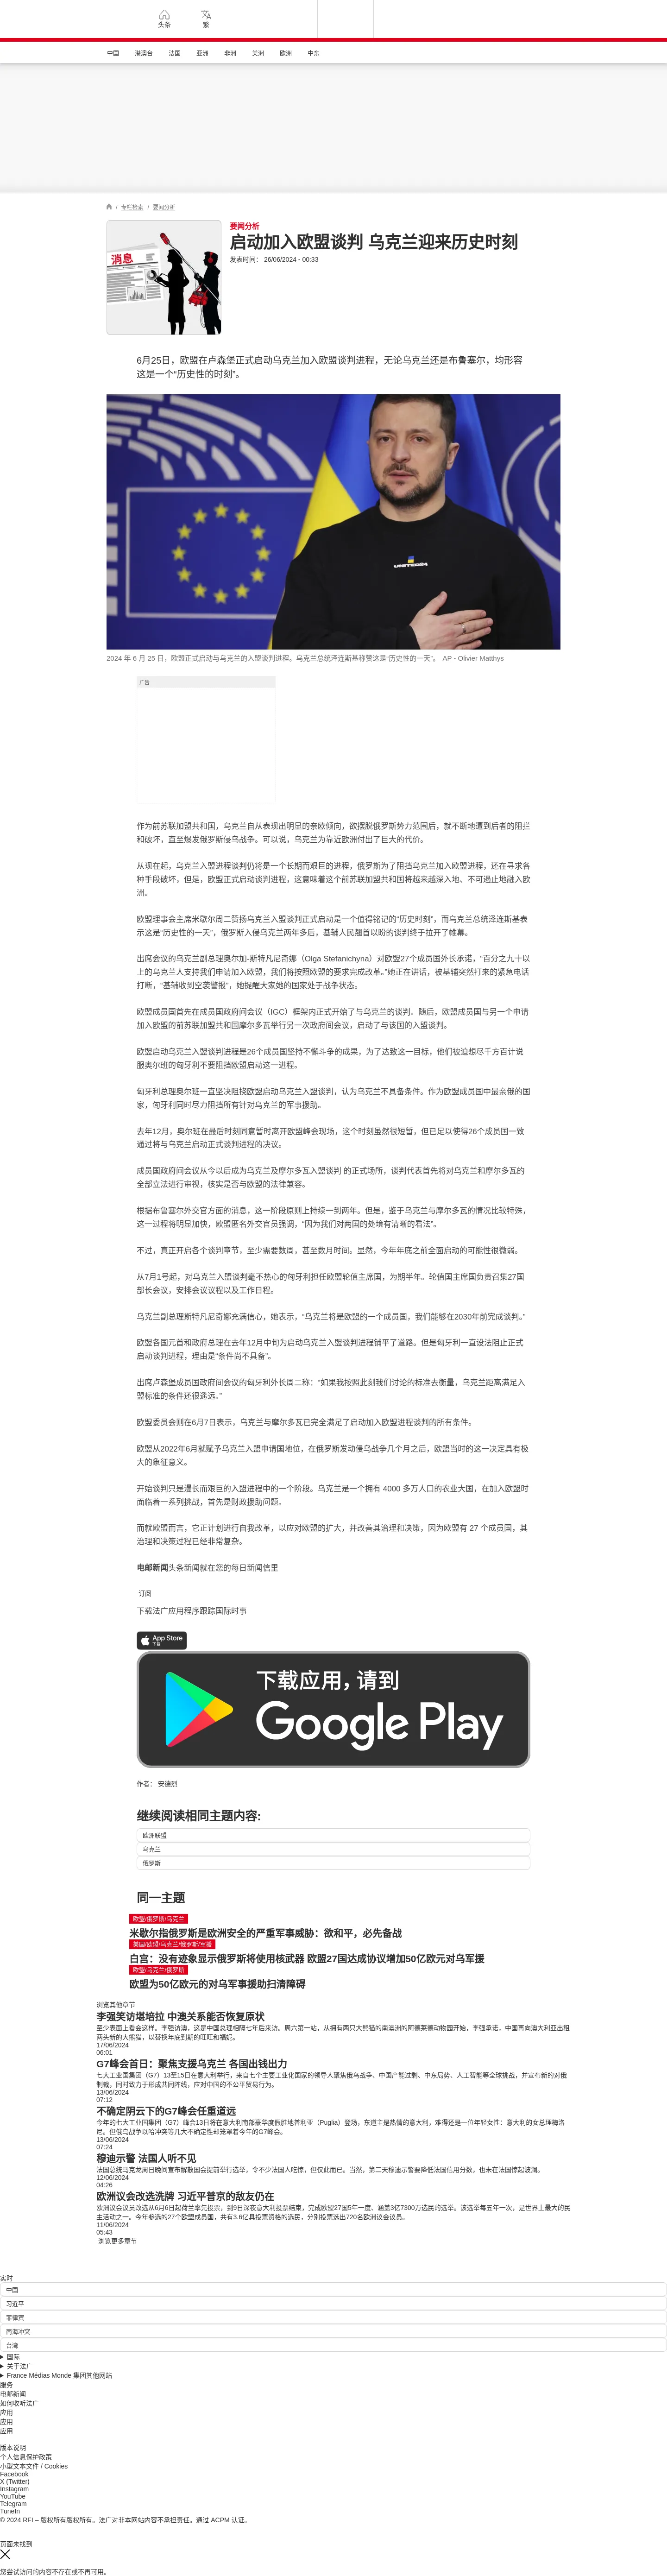 头条
繁
中国 港澳台 法国 亚洲 非洲 美洲 欧洲 中东
/ 专栏检索 / 要闻分析
消息
要闻分析
启动加入欧盟谈判 乌克兰迎来历史时刻
发表时间： 26/06/2024 - 00:33
6月25日，欧盟在卢森堡正式启动乌克兰加入欧盟谈判进程，无论乌克兰还是布鲁塞尔，均形容
这是一个“历史性的时刻”。
UNITED24
2024 年 6 月 25 日，欧盟正式启动与乌克兰的入盟谈判进程。乌克兰总统泽连斯基称赞这是“历史性的一天”。 AP - Olivier Matthys
广告
作为前苏联加盟共和国，乌克兰自从表现出明显的亲欧倾向，欲摆脱俄罗斯势力范围后，就不断地遭到后者的阻拦
和破坏，直至爆发俄罗斯侵乌战争。可以说，乌克兰为靠近欧洲付出了巨大的代价。
从现在起，乌克兰入盟进程谈判仍将是一个长期而艰巨的进程，俄罗斯为了阻挡乌克兰加入欧盟进程，还在寻求各
种手段破坏，但是，欧盟正式启动谈判进程，这意味着这个前苏联加盟共和国将越来越深入地、不可遏止地融入欧
洲。
欧盟理事会主席米歇尔周二赞扬乌克兰入盟谈判正式启动是一个值得铭记的“历史时刻”，而乌克兰总统泽连斯基表
示这是“历史性的一天”，俄罗斯入侵乌克兰两年多后，基辅人民翘首以盼的谈判终于拉开了帷幕。
出席会议的乌克兰副总理奥尔加-斯特凡尼奇娜（Olga Stefanichyna）对欧盟27个成员国外长承诺，“百分之九十以
上的乌克兰人支持我们申请加入欧盟，我们将按照欧盟的要求完成改革。”她正在讲话，被基辅突然打来的紧急电话
打断，“基辅收到空袭警报”，她提醒大家她的国家处于战争状态。
欧盟成员国首先在成员国政府间会议（IGC）框架内正式开始了与乌克兰的谈判。随后，欧盟成员国与另一个申请
加入欧盟的前苏联加盟共和国摩尔多瓦举行另一次政府间会议，启动了与该国的入盟谈判。
欧盟启动乌克兰入盟谈判进程是26个成员国坚持不懈斗争的成果，为了达致这一目标，他们被迫想尽千方百计说
服奥尔班的匈牙利不要阻挡欧盟启动这一进程。
匈牙利总理奥尔班一直坚决阻挠欧盟启动乌克兰入盟谈判，认为乌克兰不具备条件。作为欧盟成员国中最亲俄的国
家，匈牙利同时尽力阻挡所有针对乌克兰的军事援助。
去年12月，奥尔班在最后时刻同意暂时离开欧盟峰会现场，这个时刻虽然很短暂，但已足以使得26个成员国一致
通过将与乌克兰启动正式谈判进程的决议。
成员国政府间会议从今以后成为乌克兰及摩尔多瓦入盟谈判 的正式场所，谈判代表首先将对乌克兰和摩尔多瓦的
全部立法进行审视，核实是否与欧盟的法律兼容。
根据布鲁塞尔外交官方面的消息，这一阶段原则上持续一到两年。但是，鉴于乌克兰与摩尔多瓦的情况比较特殊，
这一过程将明显加快，欧盟匿名外交官员强调，“因为我们对两国的处境有清晰的看法”。
不过，真正开启各个谈判章节，至少需要数周，甚至数月时间。显然，今年年底之前全面启动的可能性很微弱。
从7月1号起，对乌克兰入盟谈判毫不热心的匈牙利担任欧盟轮值主席国，为期半年。轮值国主席国负责召集27国
部长会议，安排会议议程以及工作日程。
乌克兰副总理斯特凡尼奇娜充满信心，她表示，“乌克兰将是欧盟的一个成员国，我们能够在2030年前完成谈判。”
欧盟各国元首和政府总理在去年12月中旬为启动乌克兰入盟谈判进程铺平了道路。但是匈牙利一直设法阻止正式
启动谈判进程，理由是“条件尚不具备”。
出席卢森堡成员国政府间会议的匈牙利外长周二称：“如果我按照此刻我们讨论的标准去衡量，乌克兰距离满足入
盟标准的条件还很遥远。”
欧盟委员会则在6月7日表示，乌克兰与摩尔多瓦已完全满足了启动加入欧盟进程谈判的所有条件。
欧盟从2022年6月就赋予乌克兰入盟申请国地位，在俄罗斯发动侵乌战争几个月之后，欧盟当时的这一决定具有极
大的象征意义。
开始谈判只是漫长而艰巨的入盟进程中的一个阶段。乌克兰是一个拥有 4000 多万人口的农业大国，在加入欧盟时
面临着一系列挑战，首先是财政援助问题。
而就欧盟而言，它正计划进行自我改革，以应对欧盟的扩大，并改善其治理和决策，因为欧盟有 27 个成员国，其
治理和决策过程已经非常复杂。
电邮新闻头条新闻就在您的每日新闻信里
订阅
下载法广应用程序跟踪国际时事
App Store
下载
下载应用，请到
Google Play
作者： 安德烈
继续阅读相同主题内容:
欧洲联盟
乌克兰
俄罗斯
同一主题
欧盟/俄罗斯/乌克兰
米歇尔指俄罗斯是欧洲安全的严重军事威胁：欲和平，必先备战
美国/欧盟/乌克兰/俄罗斯/军援
白宫：没有迹象显示俄罗斯将使用核武器 欧盟27国达成协议增加50亿欧元对乌军援
欧盟/乌克兰/俄罗斯
欧盟为50亿欧元的对乌军事援助扫清障碍
浏览其他章节
李强笑访堪培拉 中澳关系能否恢复原状
至少表面上看会这样。李强访澳，这是中国总理相隔七年后来访。周六第一站，从拥有两只大熊猫的南澳洲的阿德莱德动物园开始，李强承诺，中国再向澳大利亚出租
两头新的大熊猫，以替换年底到期的旺旺和福妮。
17/06/2024
06:01
G7峰会首日：聚焦支援乌克兰 各国出钱出力
七大工业国集团（G7）13至15日在意大利举行，来自七个主要工业化国家的领导人聚焦俄乌战争、中国产能过剩、中东局势、人工智能等全球挑战，并宣布新的对俄
制裁，同时致力于形成共同阵线，应对中国的不公平贸易行为。
13/06/2024
07:12
不确定阴云下的G7峰会任重道远
今年的七大工业国集团（G7）峰会13日将在意大利南部豪华度假胜地普利亚（Puglia）登场，东道主是热情的意大利，难得还是一位年轻女性：意大利的女总理梅洛
尼。但俄乌战争以哈冲突等几大不确定性却笼罩着今年的G7峰会。
13/06/2024
07:24
穆迪示警 法国人听不见
法国总统马克龙周日晚间宣布解散国会提前举行选举，令不少法国人吃惊，但仅此而已。当然，第二天穆迪示警要降低法国信用分数，也未在法国惊起波澜。
12/06/2024
04:26
欧洲议会改选洗牌 习近平普京的敌友仍在
欧洲议会议员改选从6月6日起荷兰率先投票，到9日深夜意大利投票结束，完成欧盟27国5年一度、涵盖3亿7300万选民的选举。该选举每五年一次，是世界上最大的民
主活动之一。今年参选的27个欧盟成员国，共有3.6亿具投票资格的选民，分别投票选出720名欧洲议会议员。
11/06/2024
05:43
浏览更多章节
实时
中国
习近平
菲律宾
南海冲突
台湾
国际
关于法广
France Médias Monde 集团其他网站
服务
电邮新闻
如何收听法广
应用
应用
应用
版本说明
个人信息保护政策
小型文本文件 / Cookies
Facebook
X (Twitter)
Instagram
YouTube
Telegram
TuneIn
© 2024 RFI – 版权所有版权所有。法广对非本网站内容不承担责任。通过 ACPM 认证。
页面未找到
您尝试访问的内容不存在或不再可用。